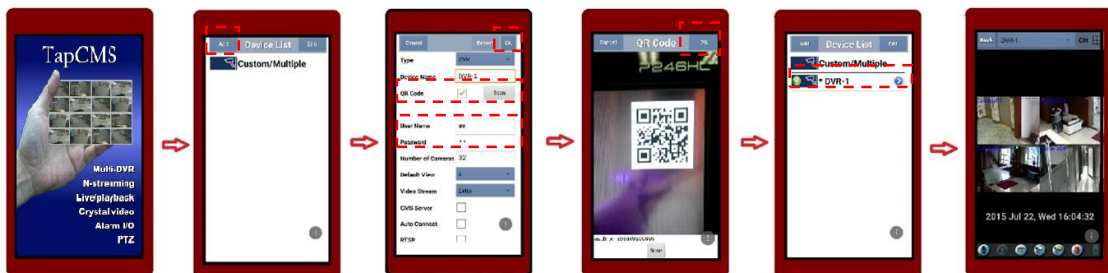 TapCMS
Multi-DVR
N-streaming
Live/playback
Crystal video
Alarm I/O
PTZ
Add Device List Edit
Custom/Multiple
Cancel OK
Type DVR
Device Name DVR-1
QR Code Scan
User Name
Password
Number of Cameras 32
Default View 4
Video Stream Extra
CMS Server
Auto Connect
RTSP
Cancel QR Code OK
P246HL
Scan
Add Device List Edit
Custom/Multiple
* DVR-1
Back DVR-1 CH
2015 Jul 22, Wed 16:04:32